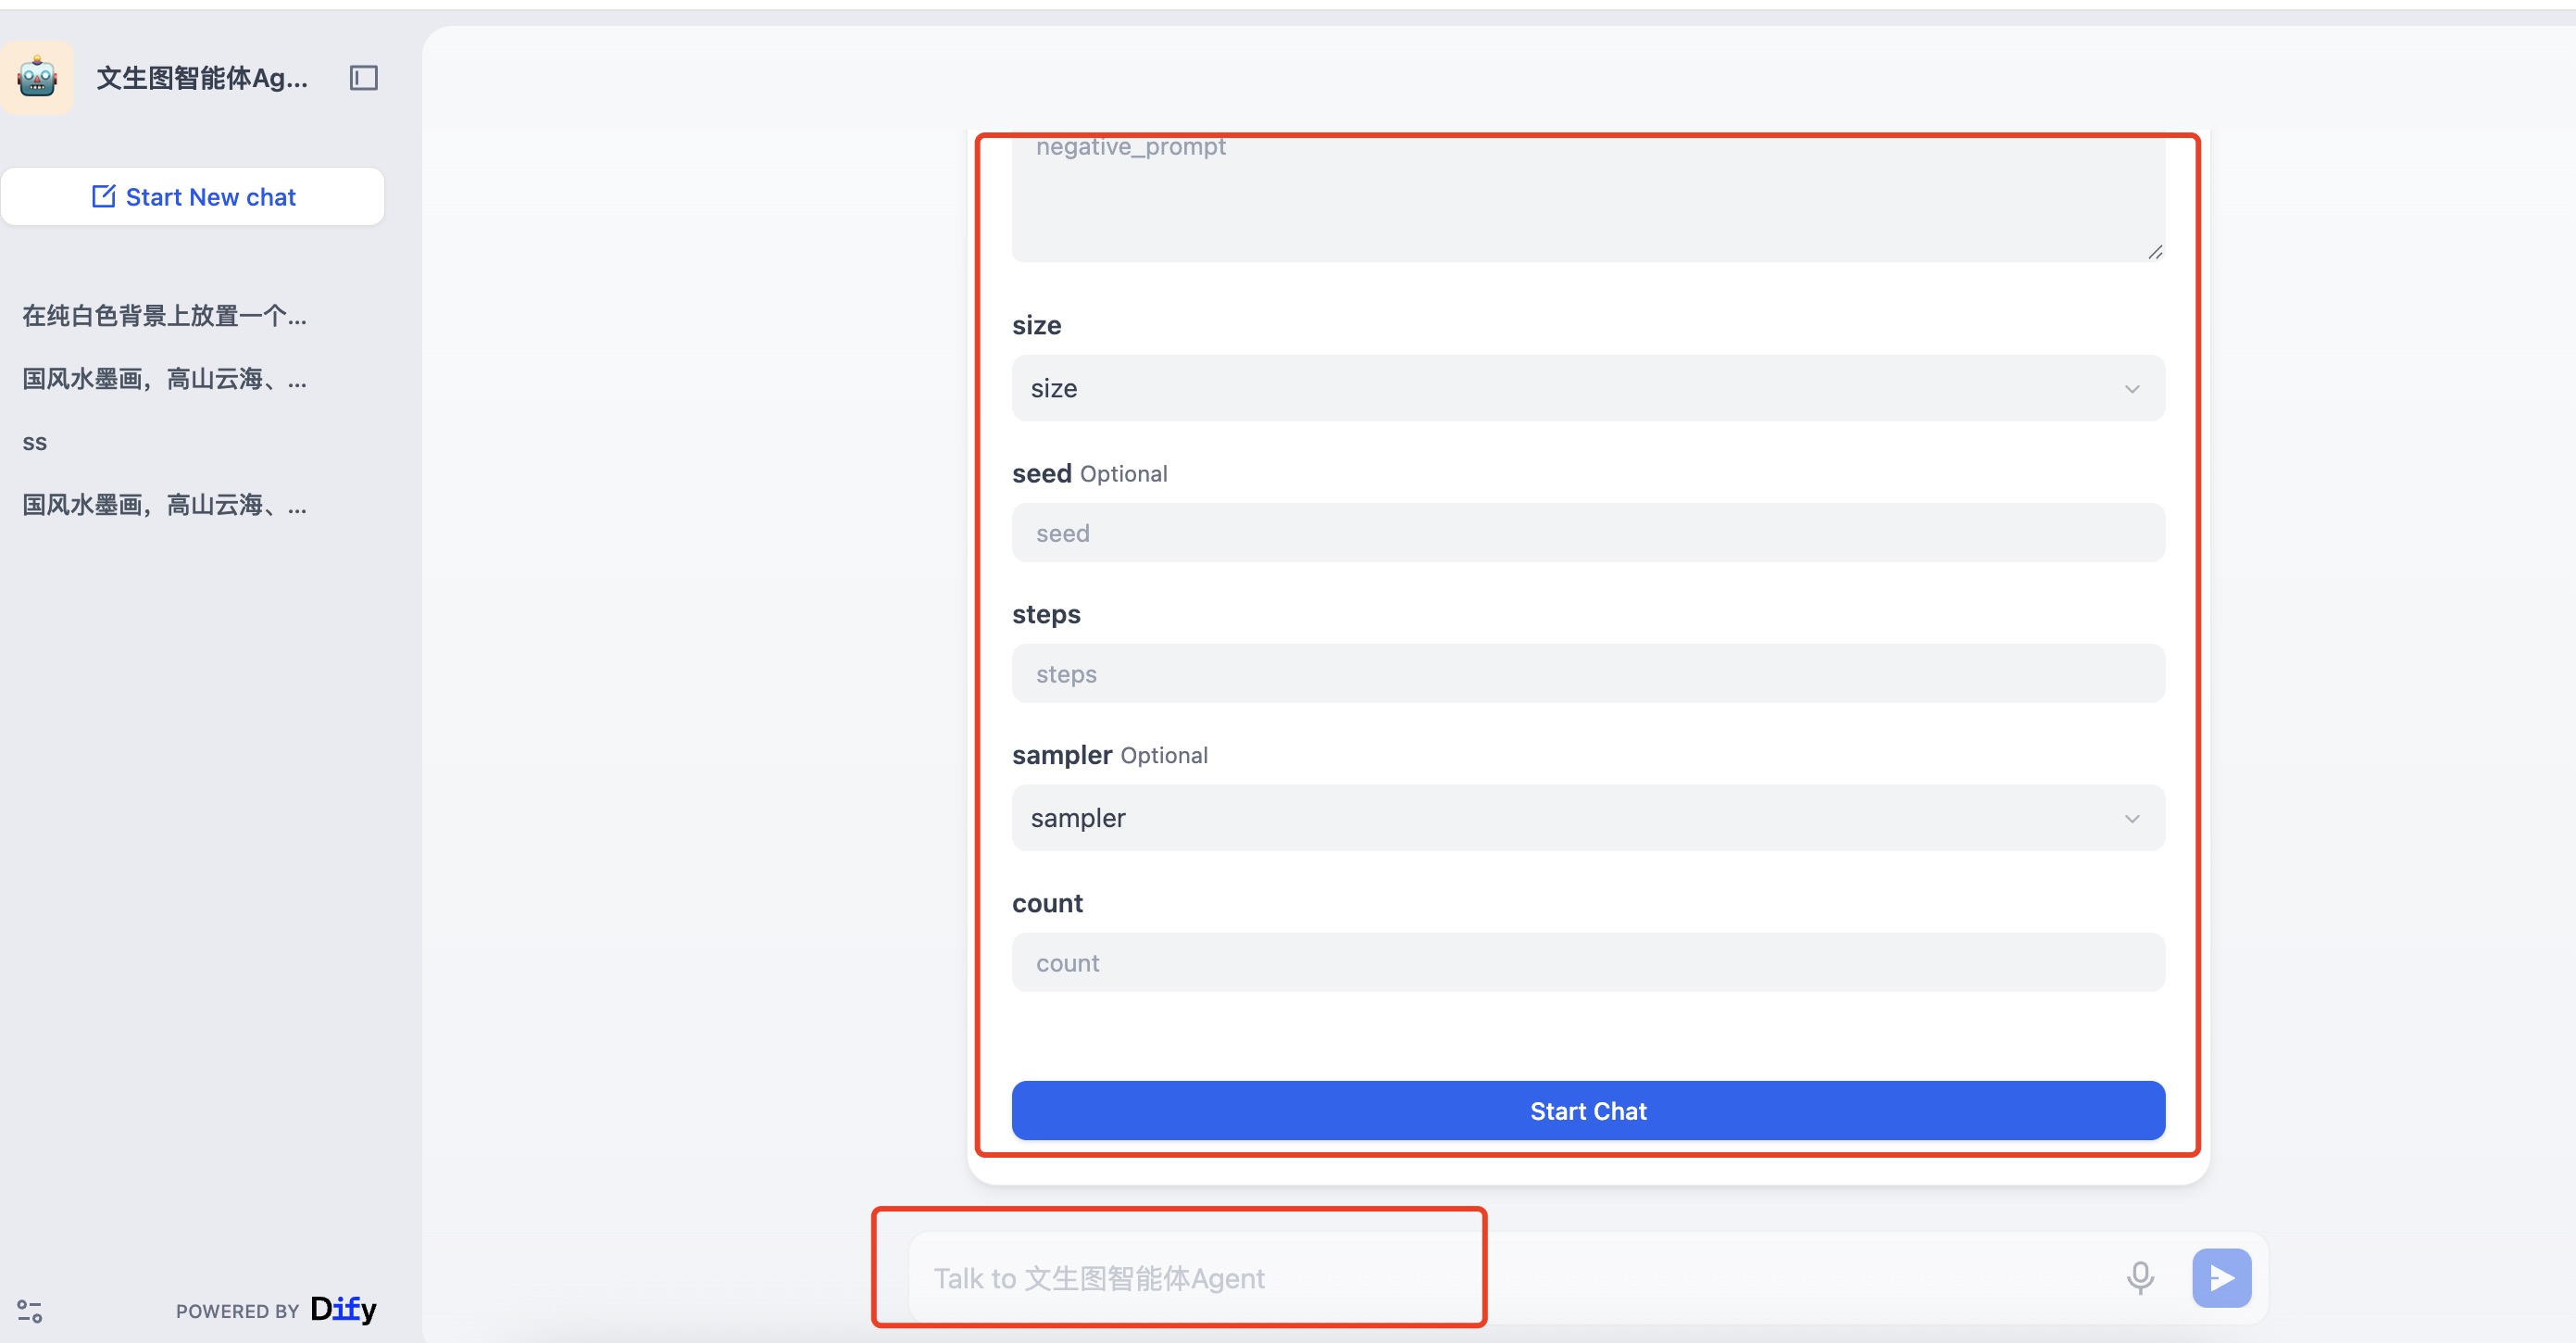 文生图智能体Ag...
Start New chat
在纯白色背景上放置一个...
国风水墨画，高山云海、...
ss
国风水墨画，高山云海、...
POWERED BY Dify
negative_prompt
size
size
seed Optional
seed
steps
steps
sampler Optional
sampler
count
count
Start Chat
Talk to 文生图智能体Agent